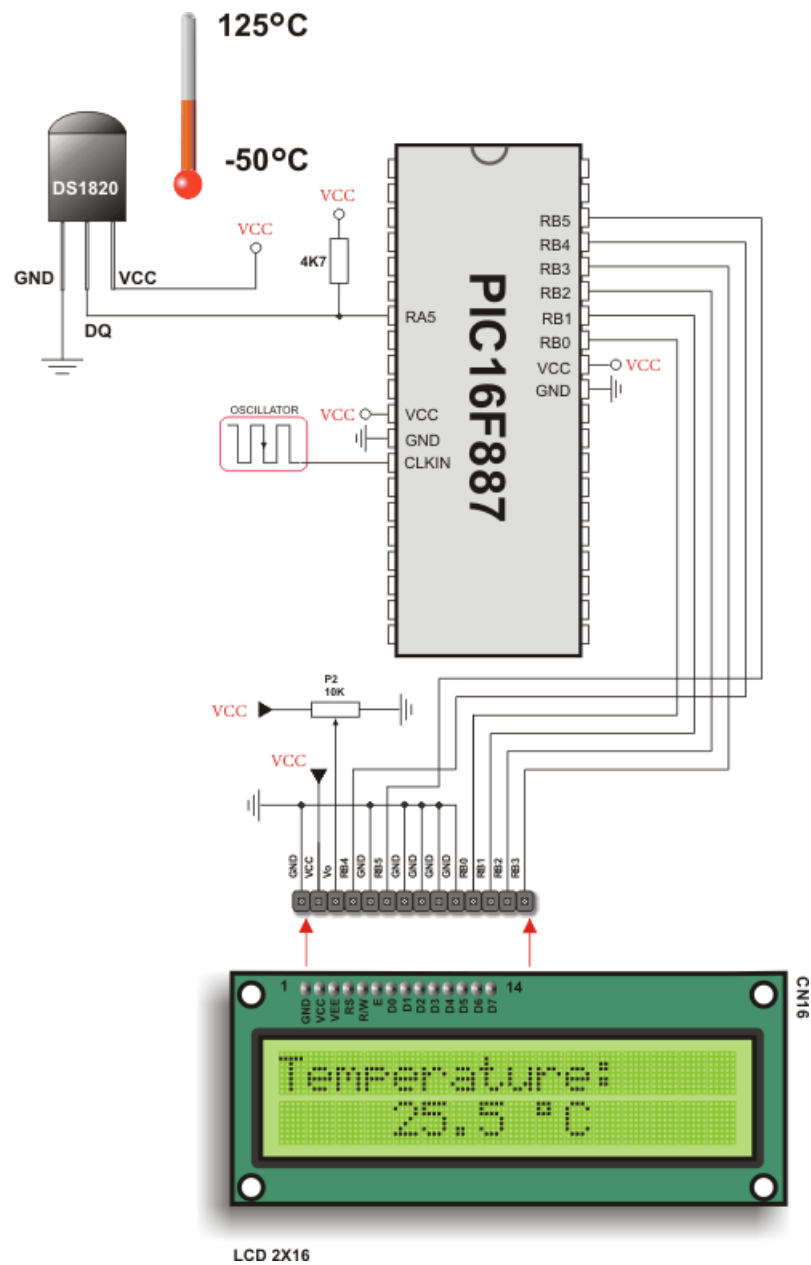 125°C
-50°C
DS1820
VCC
VCC
GND
VCC
4K7
DQ
RA5
RB5
RB4
RB3
RB2
RB1
RB0
VCC
VCC
GND
PIC16F887
OSCILLATOR
VCC
VCC
GND
CLKIN
P2
10K
VCC
VCC
GND
VCC
Vo
RB4
GND
RB5
GND
GND
GND
GND
RB0
RB1
RB2
RB3
1
14
GND
VCC
VEE
RS
R/W
E
D0
D1
D2
D3
D4
D5
D6
D7
CN16
Temperature:
25.5 °C
LCD 2X16